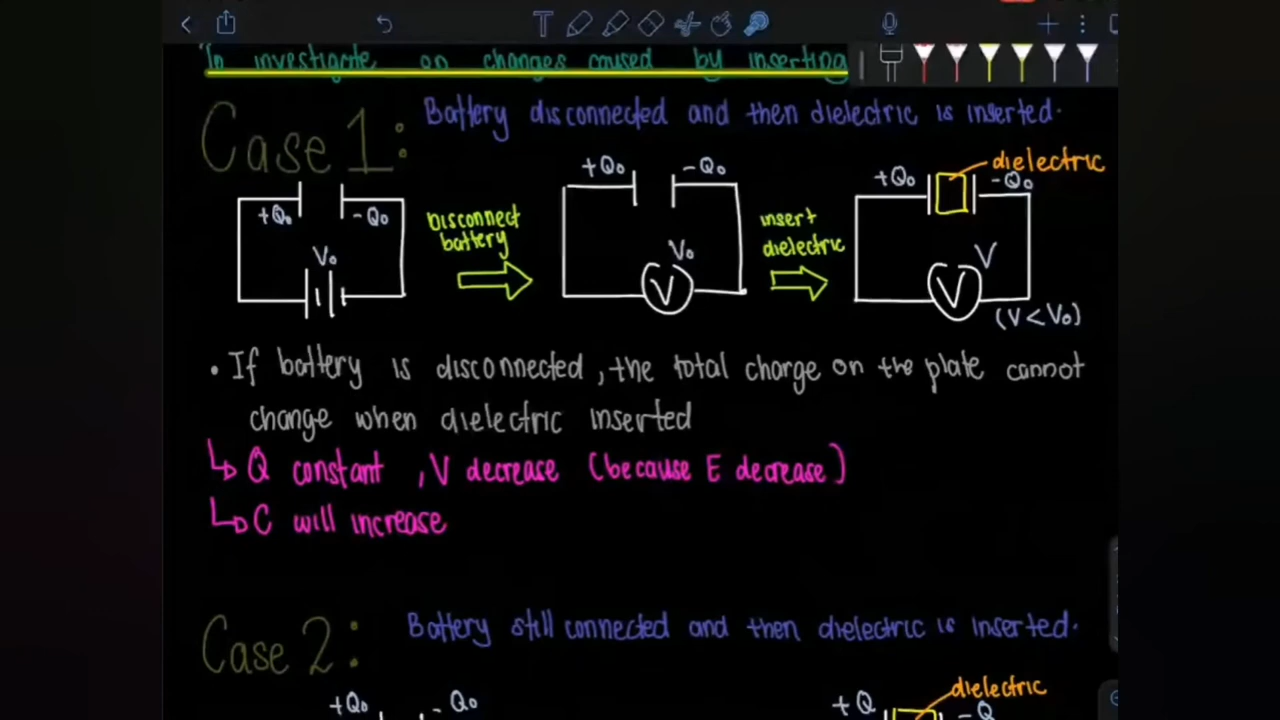 To investigate on changes caused by inserting
Case 1:
Battery disconnected and then dielectric is inserted.
+Q₀ -Q₀
V₀
Disconnect
battery
+Q₀ -Q₀
V₀
V
insert
dielectric
dielectric
+Q₀ -Q₀
V
V
(V < V₀)
• If battery is disconnected, the total charge on the plate cannot
change when dielectric inserted
↳ Q constant, V decrease (because E decrease)
↳ C will increase
Case 2:
Battery still connected and then dielectric is inserted.
+Q₀ -Q₀
dielectric
+Q -Q